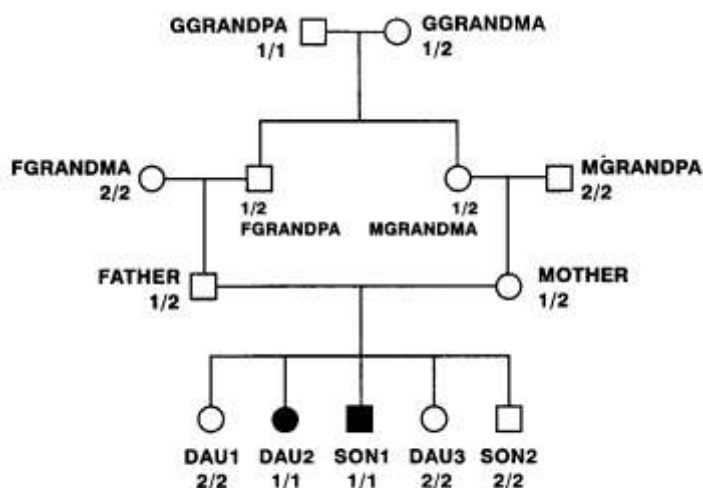 GGRANDPA
1/1
GGRANDMA
1/2
FGRANDMA
2/2
1/2
FGRANDPA
1/2
MGRANDMA
MGRANDPA
2/2
FATHER
1/2
MOTHER
1/2
DAU1 DAU2 SON1 DAU3 SON2
2/2 1/1 1/1 2/2 2/2